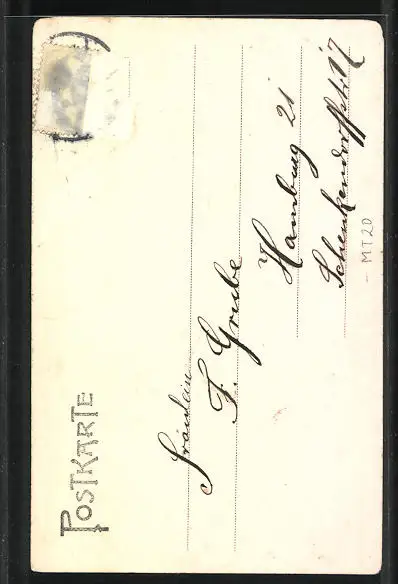 POSTKARTE
Fräulein
F. Grube
Hamburg 21
Schenkendorffstr. 17
- MT20